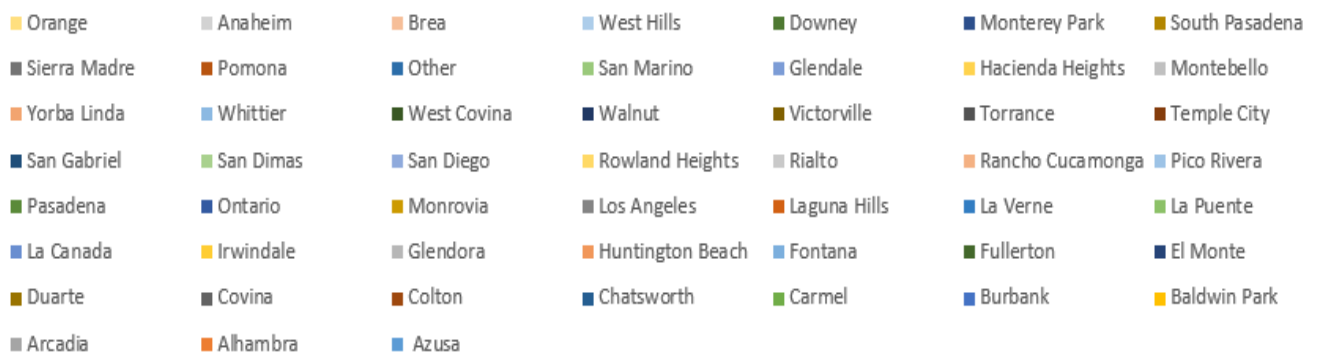 Orange Anaheim Brea West Hills Downey Monterey Park South Pasadena
Sierra Madre Pomona Other San Marino Glendale Hacienda Heights Montebello
Yorba Linda Whittier West Covina Walnut Victorville Torrance Temple City
San Gabriel San Dimas San Diego Rowland Heights Rialto Rancho Cucamonga Pico Rivera
Pasadena Ontario Monrovia Los Angeles Laguna Hills La Verne La Puente
La Canada Irwindale Glendora Huntington Beach Fontana Fullerton El Monte
Duarte Covina Colton Chatsworth Carmel Burbank Baldwin Park
Arcadia Alhambra Azusa